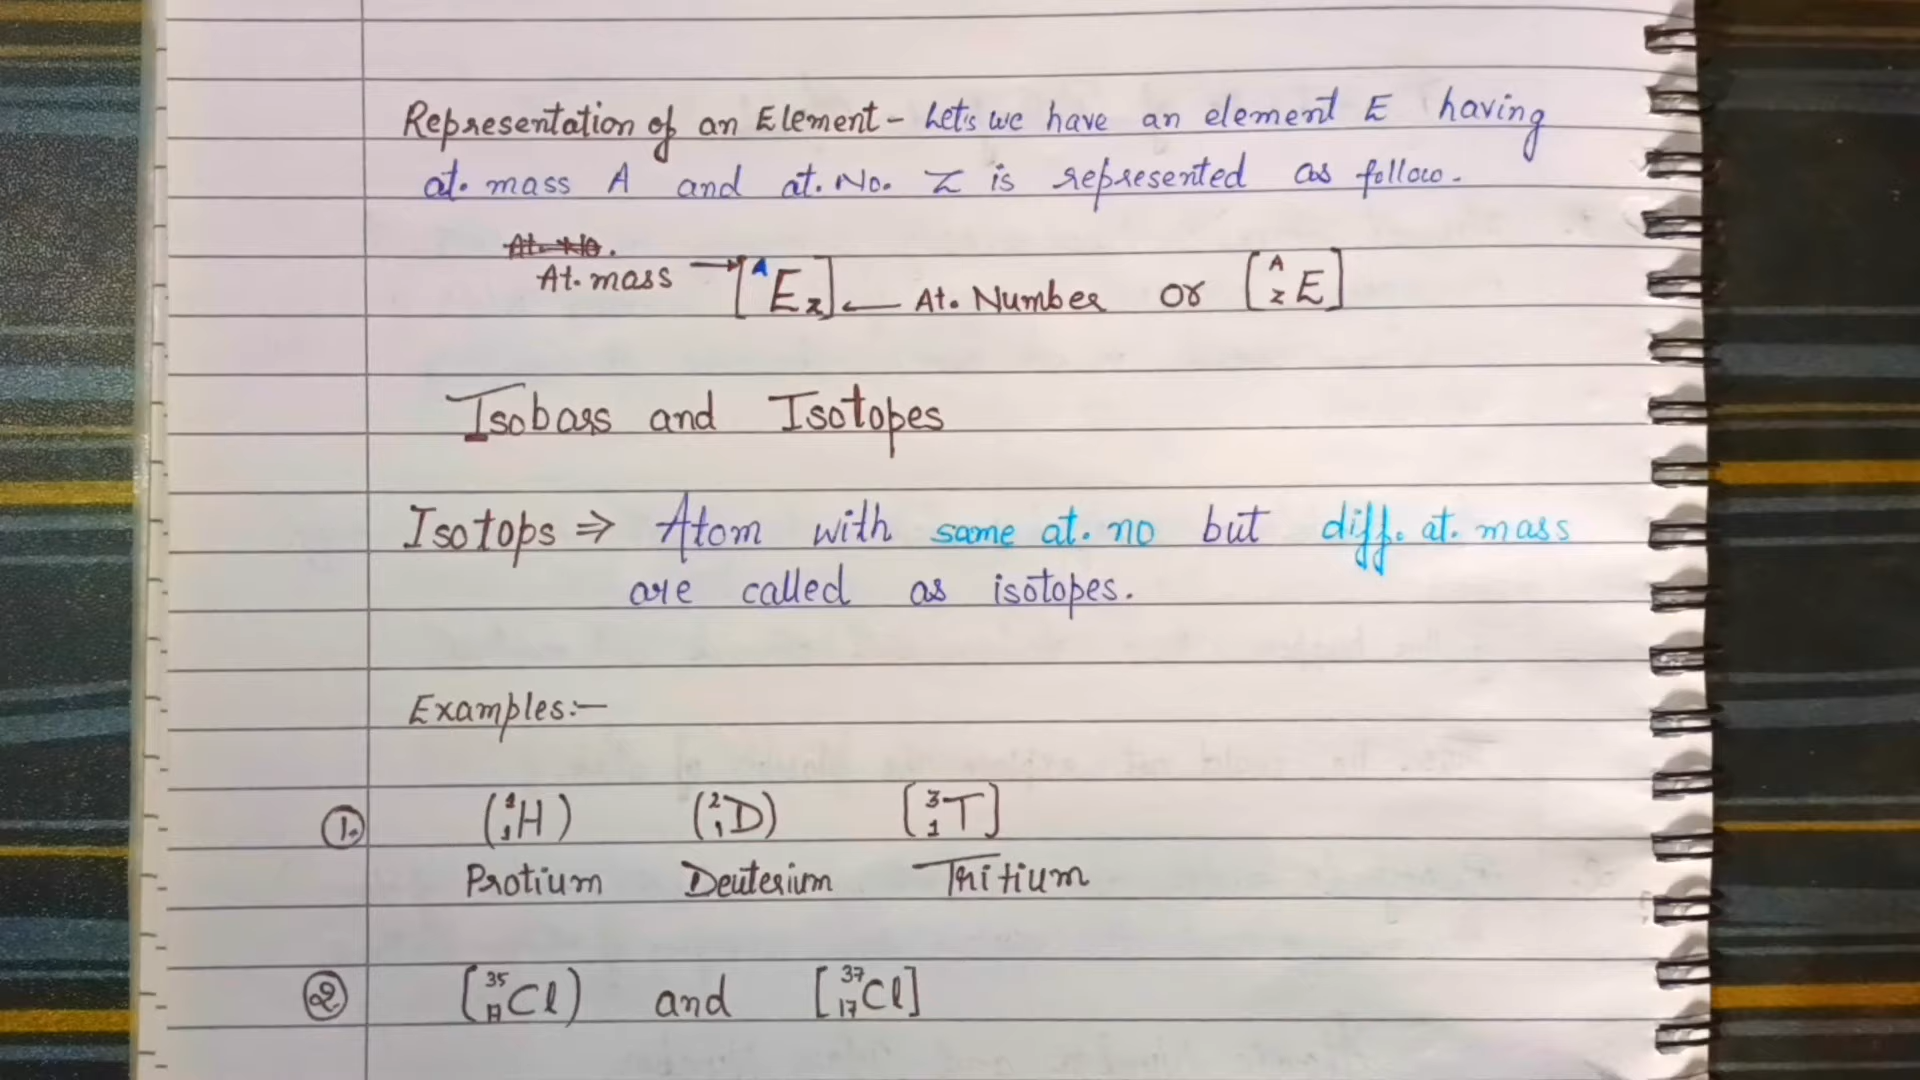 Representation of an Element - Let's we have an element E having
at. mass A and at. No. Z is represented as follow.
At. No.
At. mass → [ᴬE_z] ← At. Number or [ᴬ_zE]
Isobars and Isotopes
Isotops ⇒ Atom with same at. no but diff. at. mass
are called as isotopes.
Examples:-
1. (¹₁H) (²₁D) [³₁T]
Protium Deuterium Tritium
2. [³⁵₁₇Cl) and [³⁷₁₇Cl]